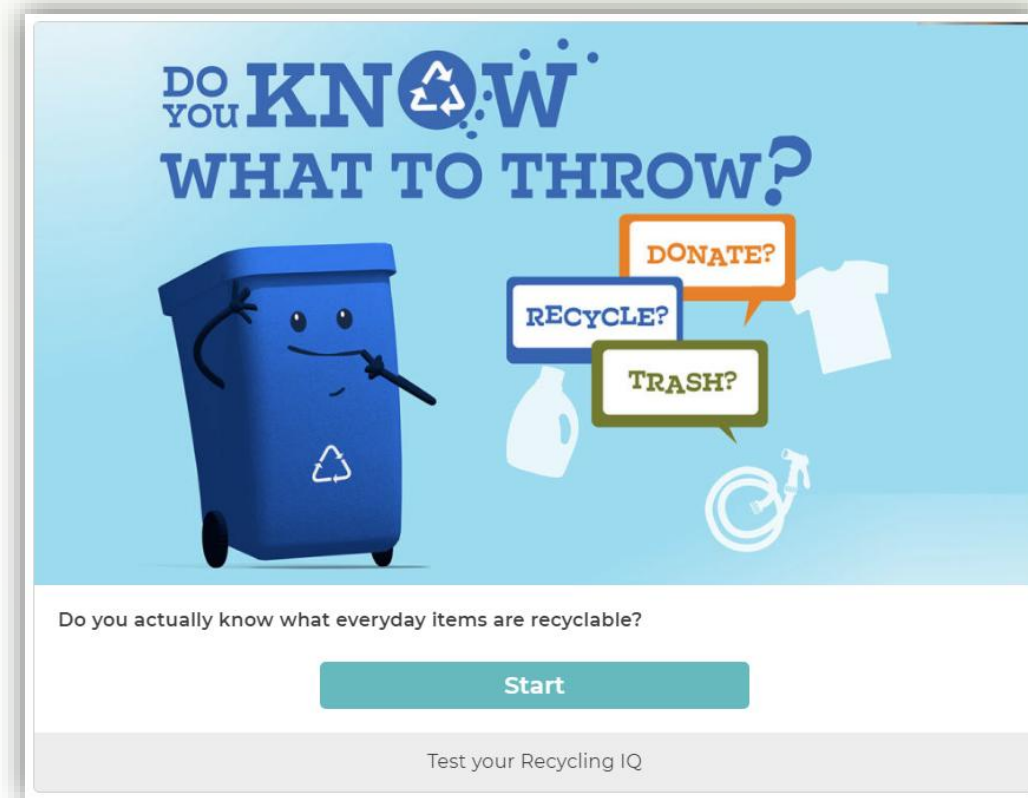 DO YOU KNOW
WHAT TO THROW?
DONATE?
RECYCLE?
TRASH?
Do you actually know what everyday items are recyclable?
Start
Test your Recycling IQ